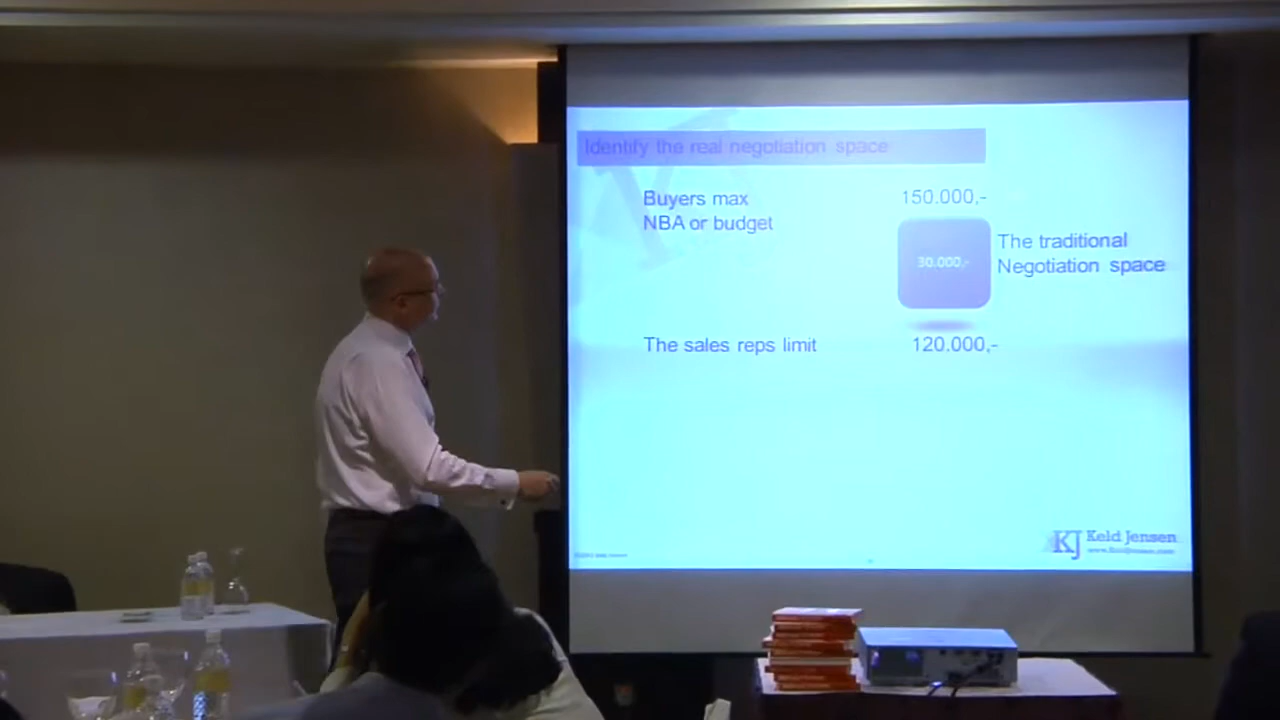 Identify the real negotiation space
Buyers max 150.000,-
NBA or budget
The traditional
30.000,-
Negotiation space
The sales reps limit 120.000,-
KJ Keld Jensen